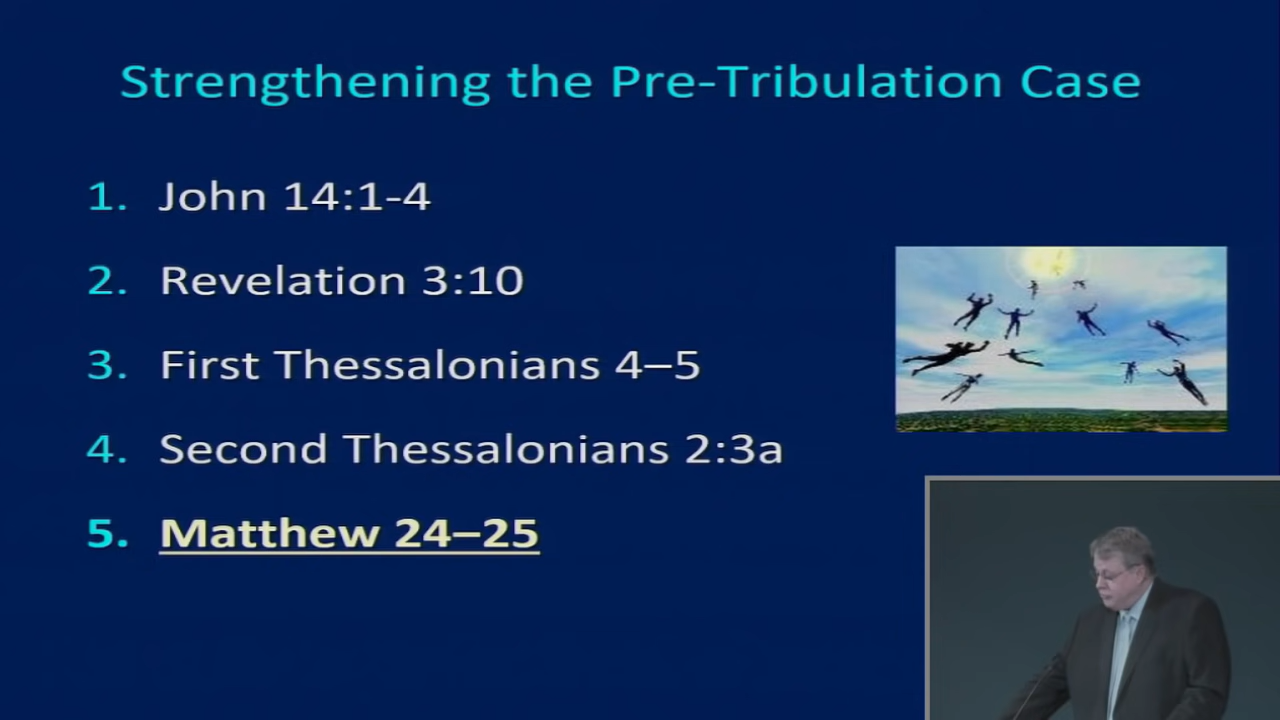 Strengthening the Pre-Tribulation Case
1. John 14:1-4
2. Revelation 3:10
3. First Thessalonians 4–5
4. Second Thessalonians 2:3a
5. Matthew 24–25